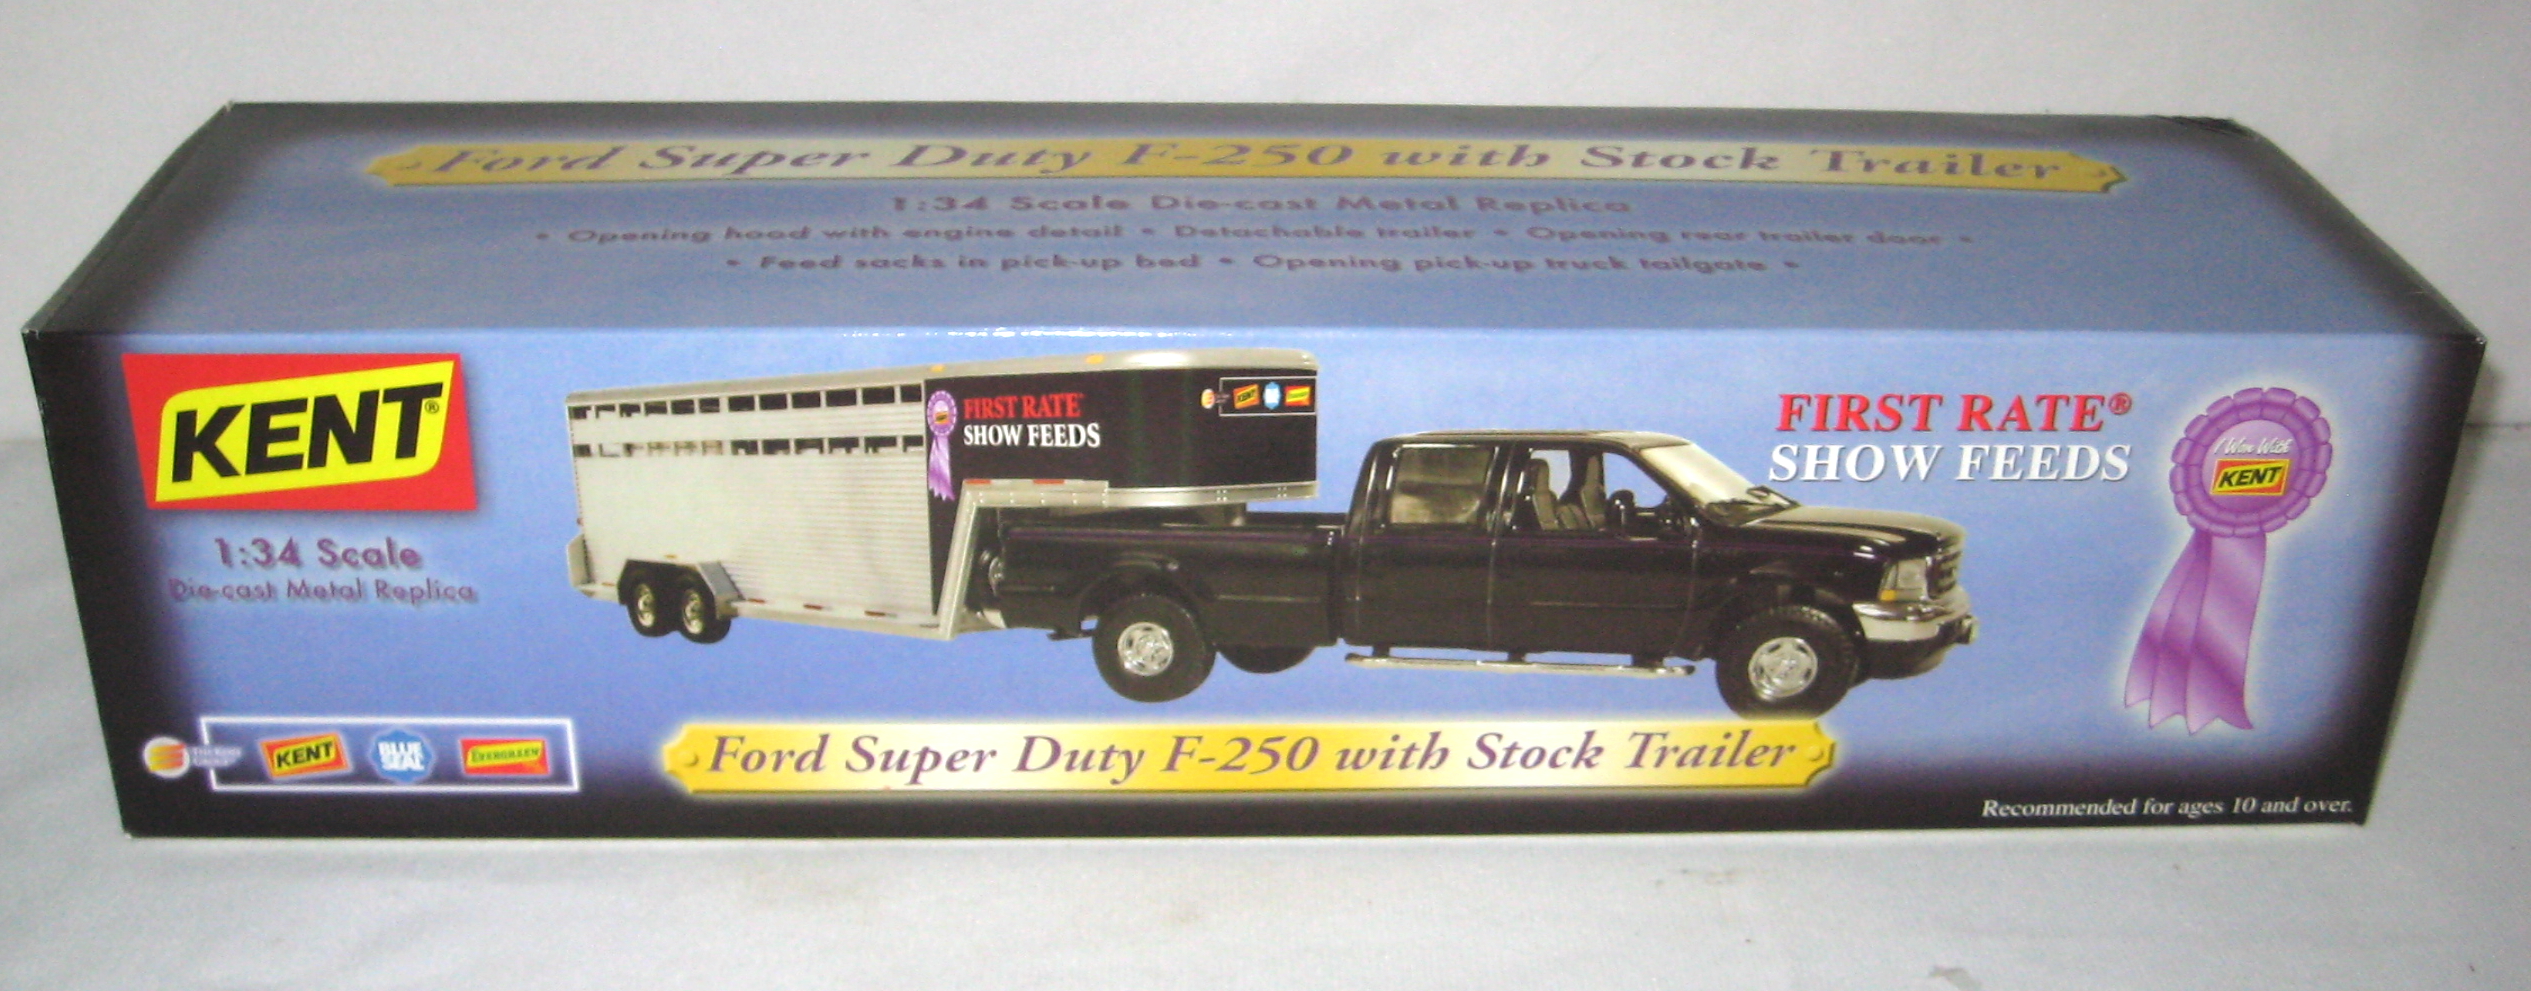 Ford Super Duty F-250 with Stock Trailer
1:34 Scale Die-cast Metal Replica
• Opening hood with engine detail • Detachable trailer • Opening rear trailer door •
• Feed sacks in pick-up bed • Opening pick-up truck tailgate •
KENT®
1:34 Scale
Die-cast Metal Replica
FIRST RATE
SHOW FEEDS
KENT
FIRST RATE®
SHOW FEEDS
I Won With
KENT
KENT
BLUE
SEAL
EVERGREEN
Ford Super Duty F-250 with Stock Trailer
Recommended for ages 10 and over.